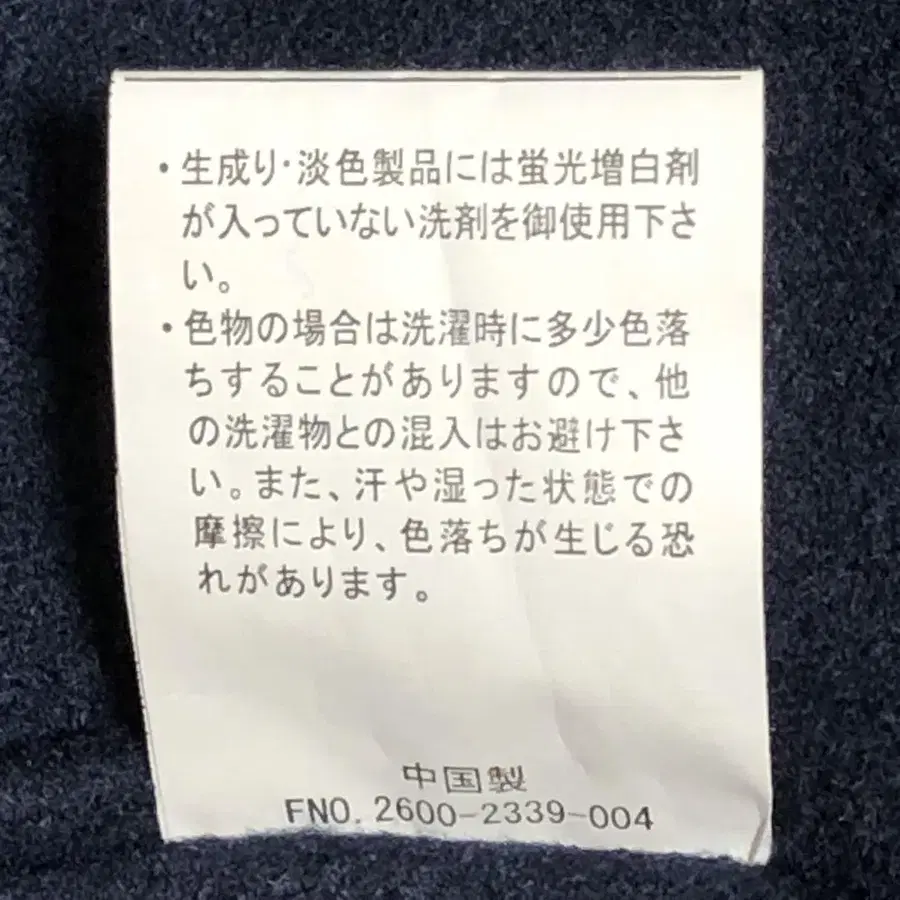 ・生成り・淡色製品には蛍光増白剤
が入っていない洗剤を御使用下さ
い。
・色物の場合は洗濯時に多少色落
ちすることがありますので、他
の洗濯物との混入はお避け下さ
い。また、汗や湿った状態での
摩擦により、色落ちが生じる恐
れがあります。
中国製
FNO. 2600-2339-004